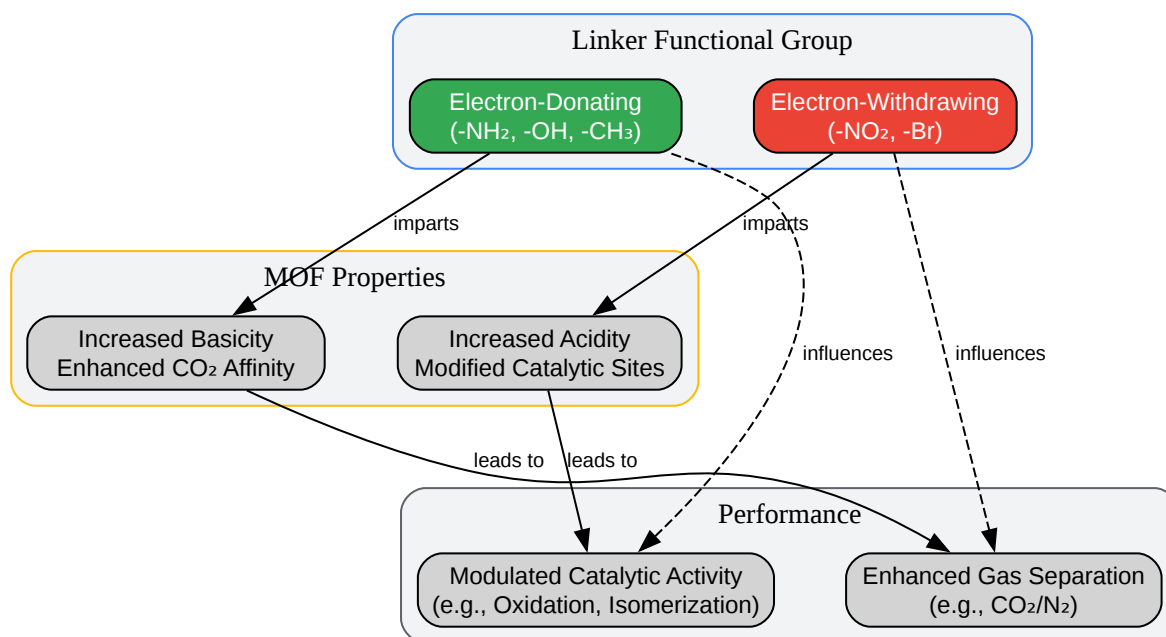 Linker Functional Group
Electron-Donating
(-NH₂, -OH, -CH₃)
Electron-Withdrawing
(-NO₂, -Br)
imparts
imparts
MOF Properties
Increased Basicity
Enhanced CO₂ Affinity
Increased Acidity
Modified Catalytic Sites
influences
influences
leads to
leads to
Performance
Modulated Catalytic Activity
(e.g., Oxidation, Isomerization)
Enhanced Gas Separation
(e.g., CO₂/N₂)